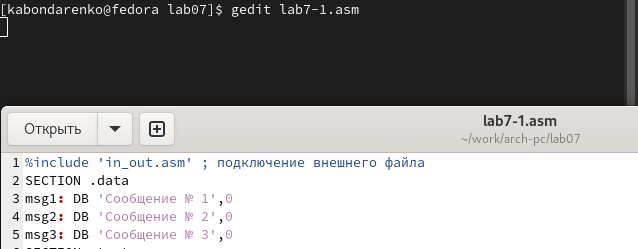 [kabondarenko@fedora lab07]$ gedit lab7-1.asm
Открыть
lab7-1.asm
~/work/arch-pc/lab07
1 %include 'in_out.asm' ; подключение внешнего файла
2 SECTION .data
3 msg1: DB 'Сообщение № 1',0
4 msg2: DB 'Сообщение № 2',0
5 msg3: DB 'Сообщение № 3',0